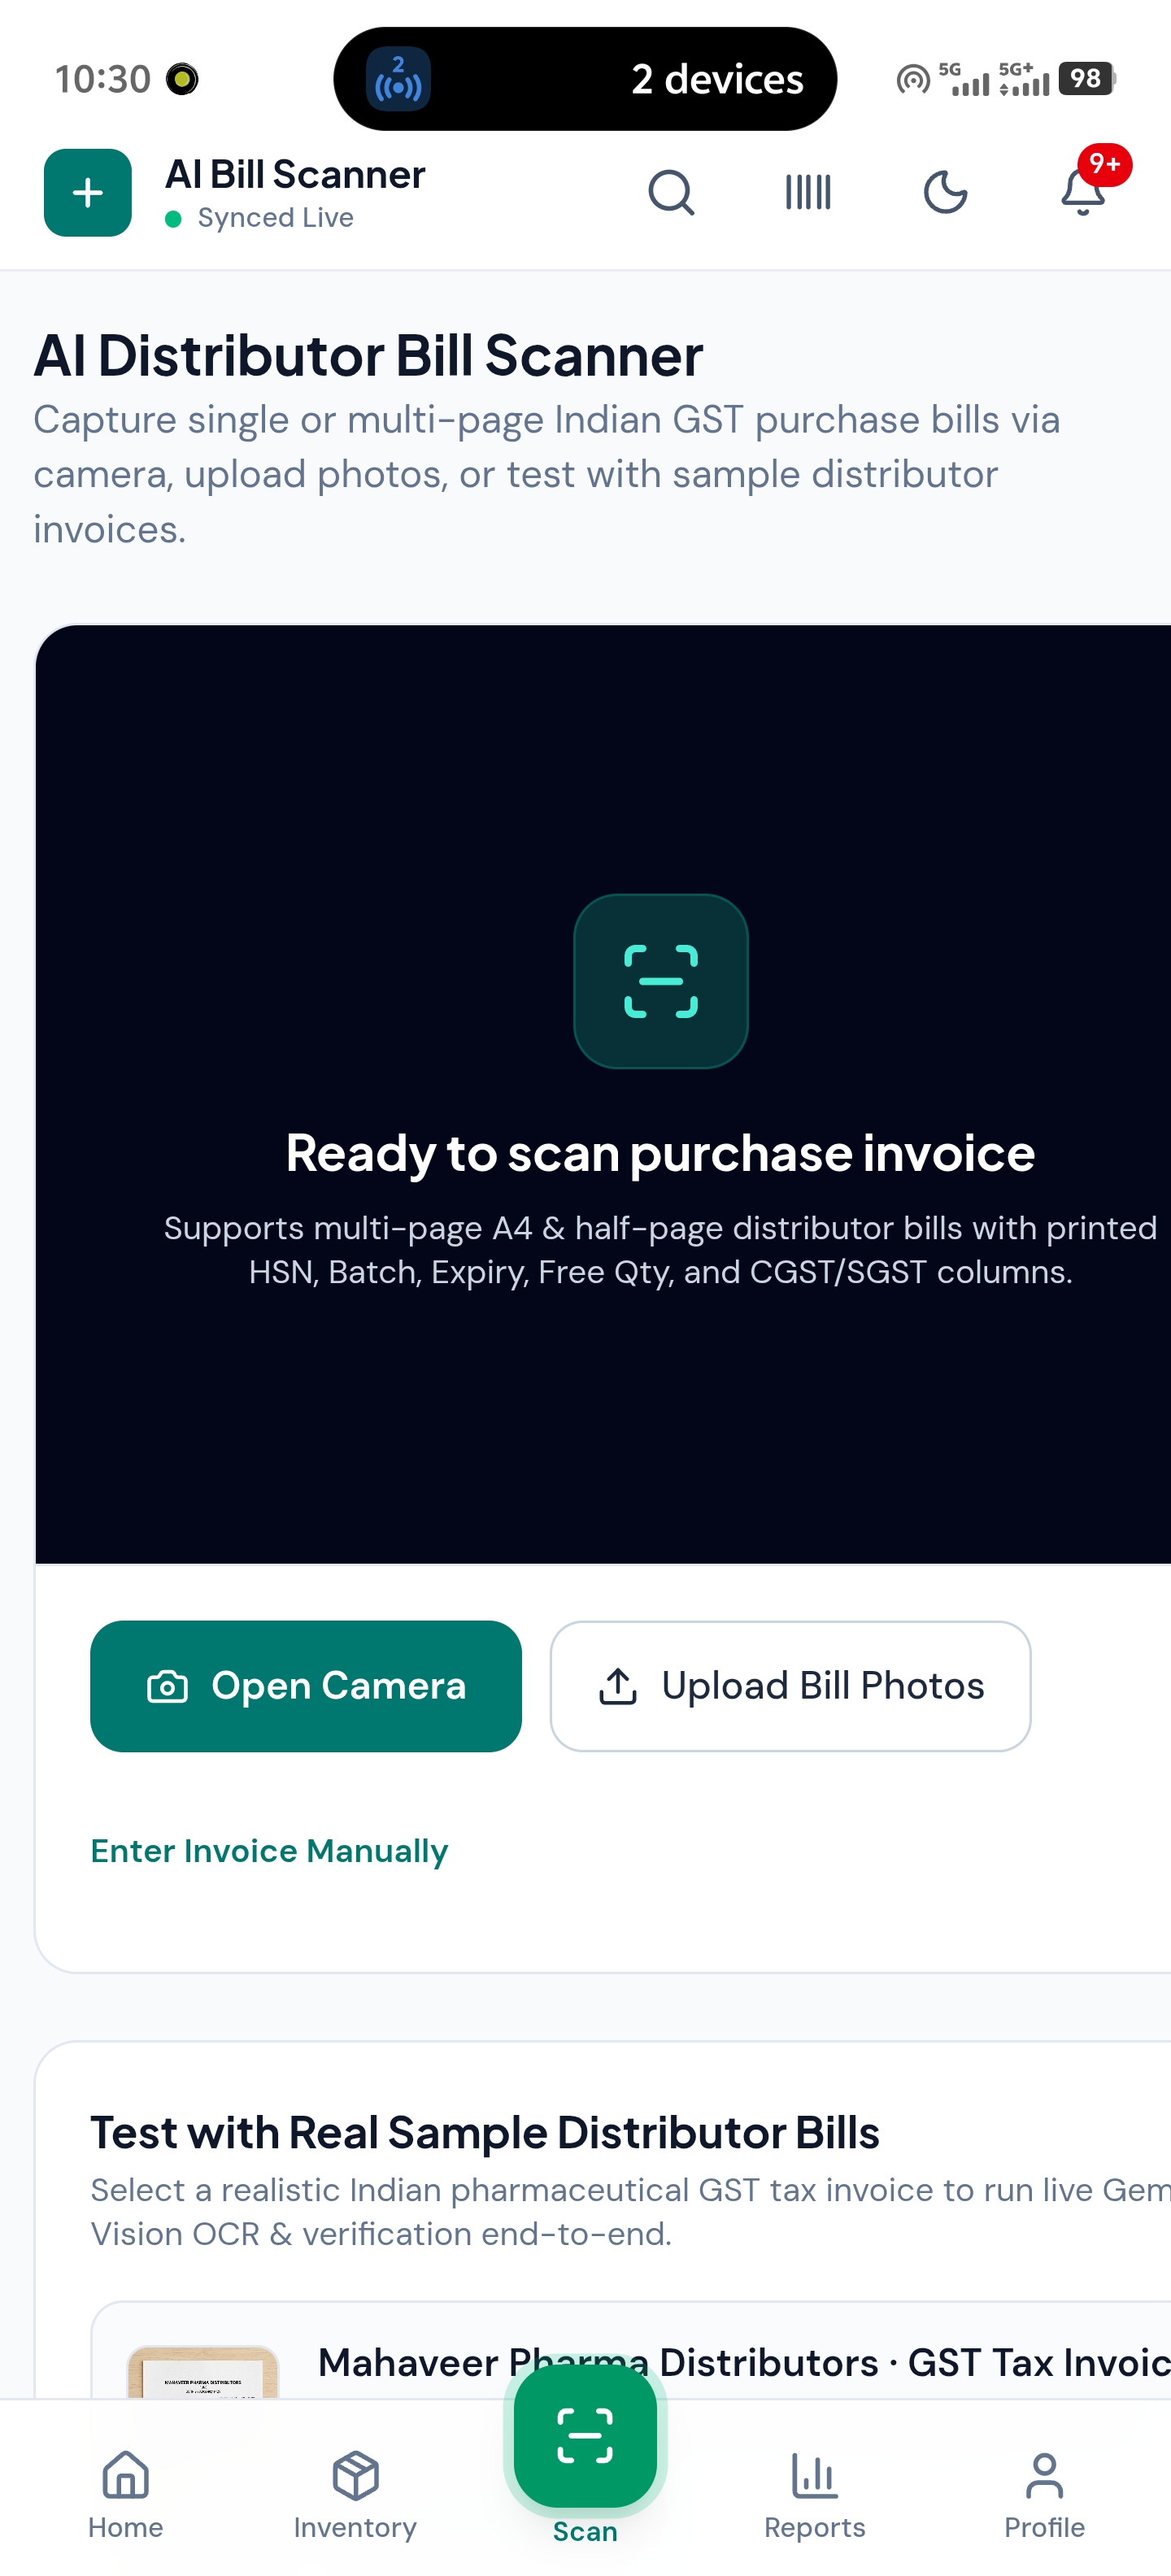 10:30
2
2 devices
5G
5G+
98
AI Bill Scanner
Synced Live
9+
AI Distributor Bill Scanner
Capture single or multi-page Indian GST purchase bills via
camera, upload photos, or test with sample distributor
invoices.
Ready to scan purchase invoice
Supports multi-page A4 & half-page distributor bills with printed
HSN, Batch, Expiry, Free Qty, and CGST/SGST columns.
Open Camera
Upload Bill Photos
Enter Invoice Manually
Test with Real Sample Distributor Bills
Select a realistic Indian pharmaceutical GST tax invoice to run live Gem
Vision OCR & verification end-to-end.
Mahaveer Pharma Distributors · GST Tax Invoic
MAHAVEER PHARMA DISTRIBUTORS
Home
Inventory
Scan
Reports
Profile